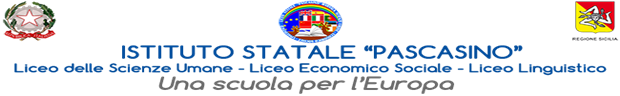 REGIONE SICILIA
ISTITUTO STATALE “PASCASINO”
Liceo delle Scienze Umane - Liceo Economico Sociale - Liceo Linguistico
Una scuola per l'Europa